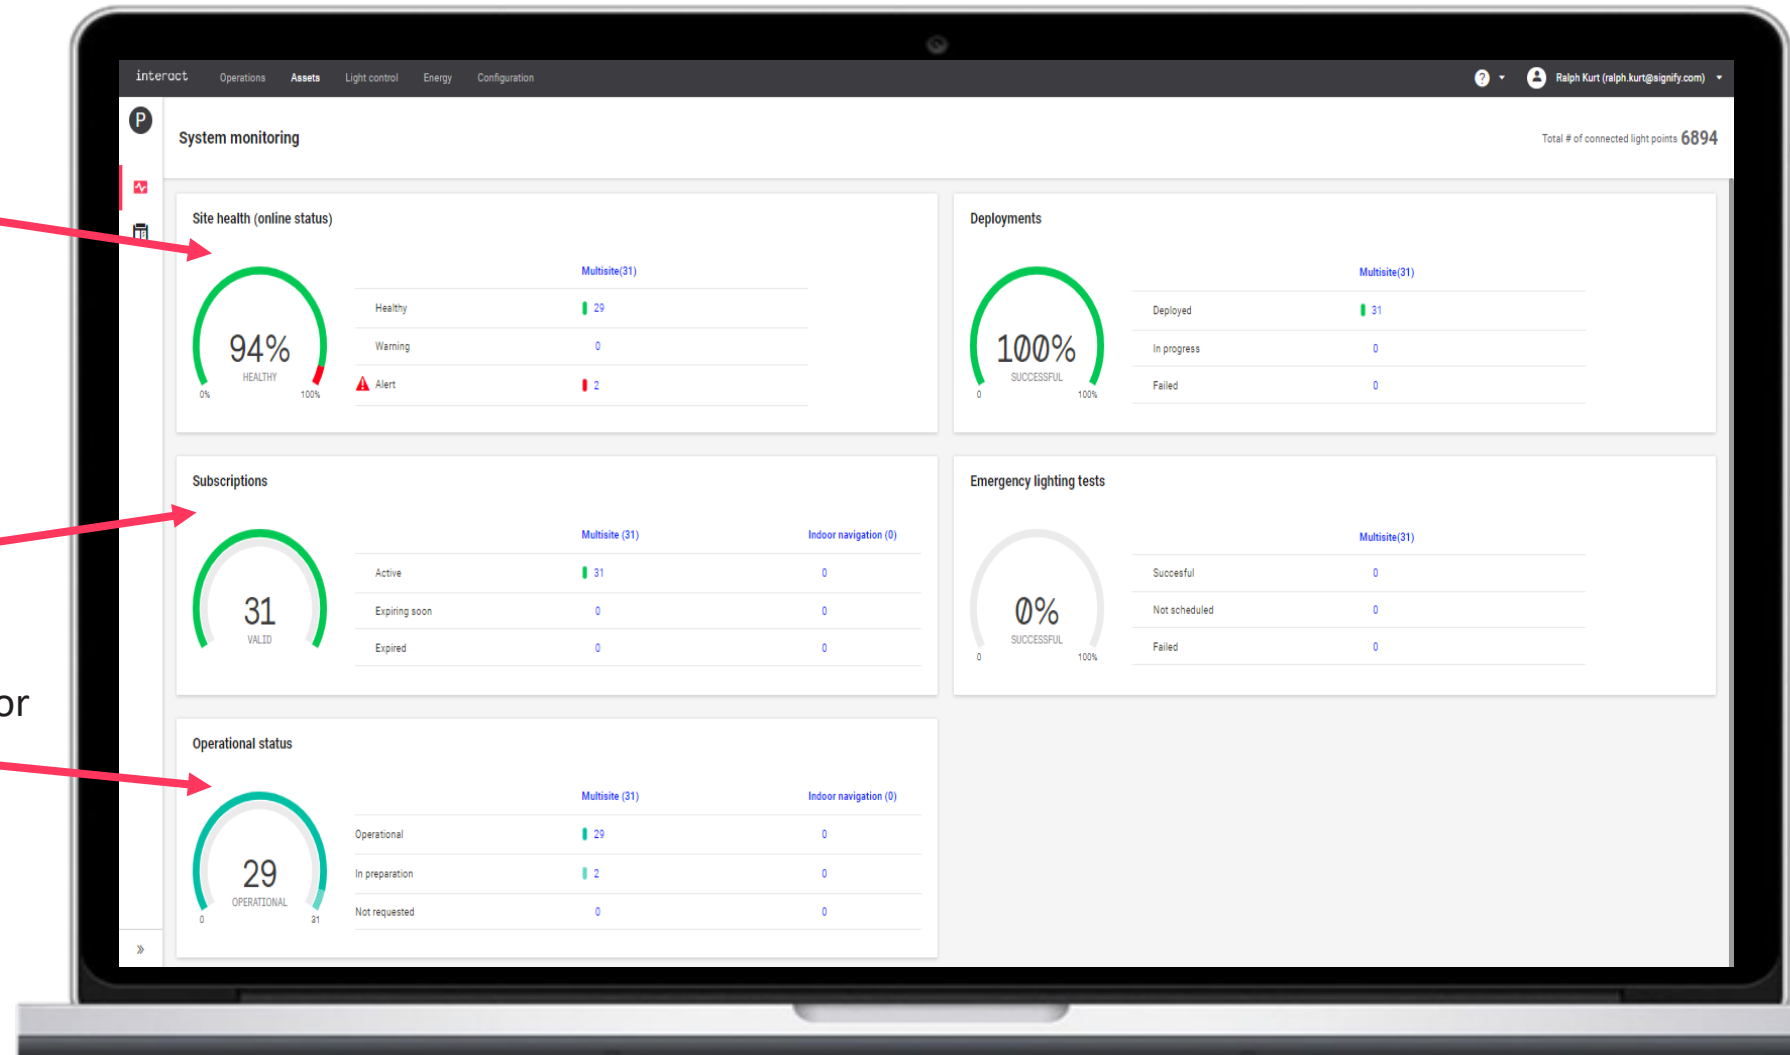 interact Operations Assets Light control Energy Configuration ? Ralph Kurt (ralph.kurt@signify.com)
P
System monitoring
Total # of connected light points 6894
Site health (online status)
Multisite(31)
Healthy 29
Warning 0
Alert 2
94%
HEALTHY
0% 100%
Deployments
Multisite(31)
Deployed 31
In progress 0
Failed 0
100%
SUCCESSFUL
0 100%
Subscriptions
Multisite (31) Indoor navigation (0)
Active 31 0
Expiring soon 0 0
Expired 0 0
31
VALID
Emergency lighting tests
Multisite(31)
Succesful 0
Not scheduled 0
Failed 0
0%
SUCCESSFUL
0 100%
or
Operational status
Multisite (31) Indoor navigation (0)
Operational 29 0
In preparation 2 0
Not requested 0 0
29
OPERATIONAL
0 31